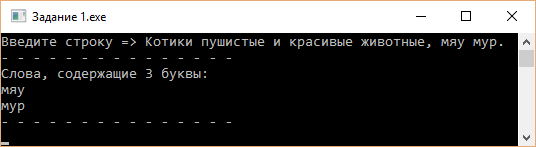 Задание 1.exe
Введите строку => Котики пушистые и красивые животные, мяу мур.
- - - - - - - - - - - - - - -
Слова, содержащие 3 буквы:
мяу
мур
- - - - - - - - - - - - - - -